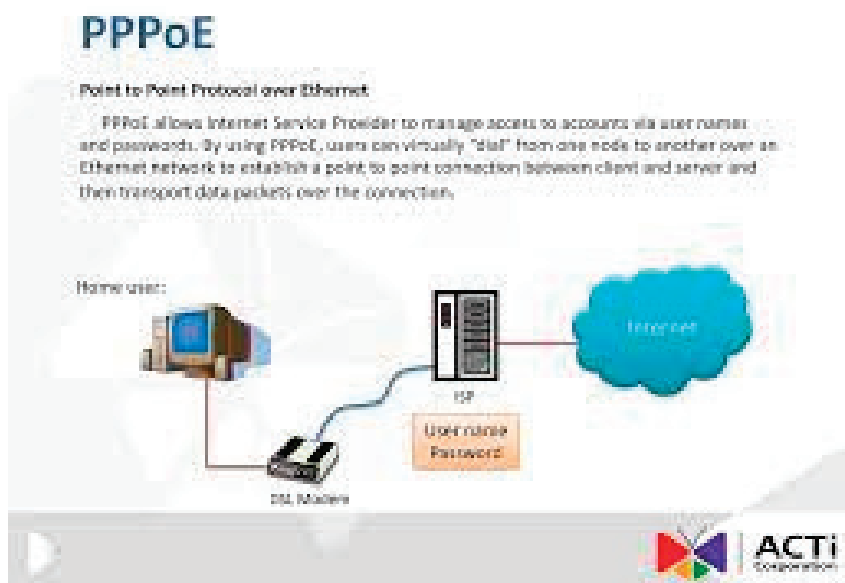 PPPoE
Point to Point Protocol over Ethernet
PPPoE allows Internet Service Provider to manage access to accounts via user names
and passwords. By using PPPoE, users can virtually "dial" from one node to another over an
Ethernet network to establish a point to point connection between client and server and
then transport data packets over the connection.
Home user:
Internet
ISP
User name
Password
DSL Modem
ACTi
Corporation